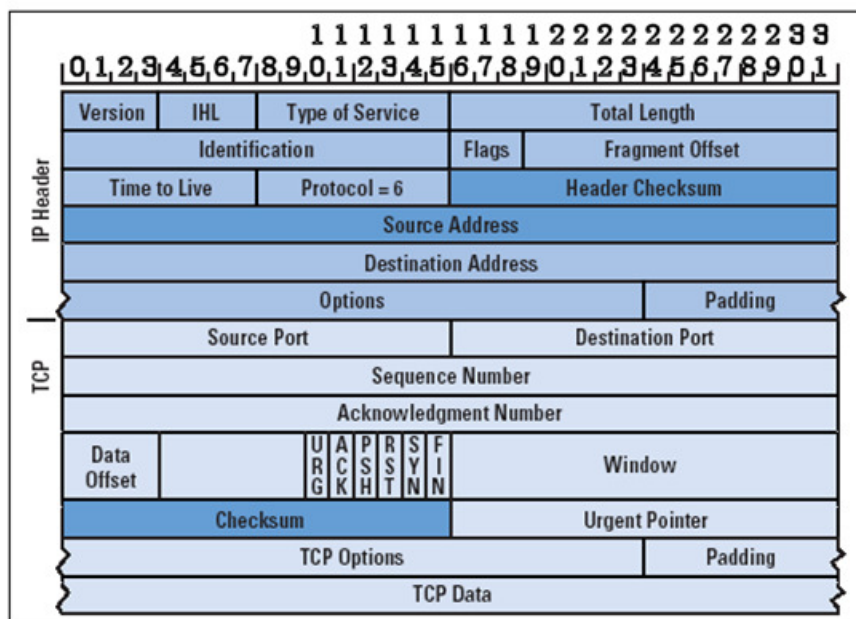 1 1 1 1 1 1 1 1 1 1 2 2 2 2 2 2 2 2 2 2 3 3
0 1 2 3 4 5 6 7 8 9 0 1 2 3 4 5 6 7 8 9 0 1 2 3 4 5 6 7 8 9 0 1
IP Header
Version IHL Type of Service Total Length
Identification Flags Fragment Offset
Time to Live Protocol = 6 Header Checksum
Source Address
Destination Address
Options Padding
TCP
Source Port Destination Port
Sequence Number
Acknowledgment Number
Data Offset URG ACK PSH RST SYN FIN Window
Checksum Urgent Pointer
TCP Options Padding
TCP Data